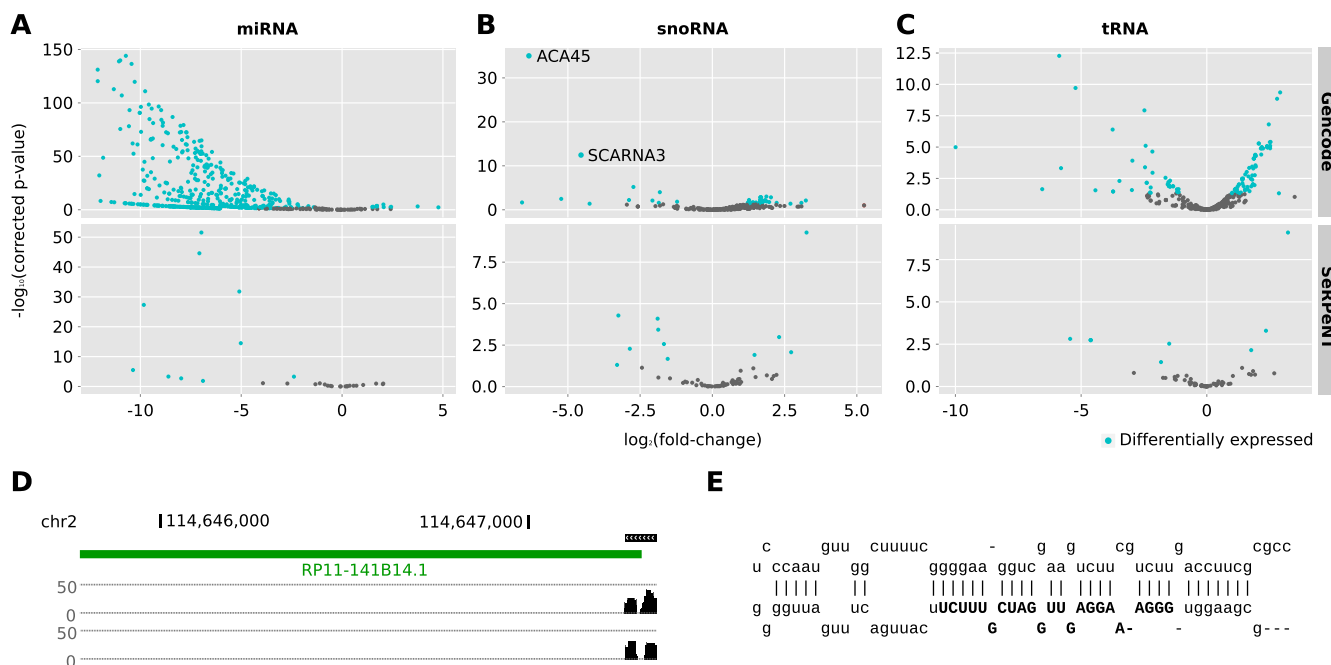 A miRNA B snoRNA C tRNA
150
100
50
0
30
20
10
0
12.5
10.0
7.5
5.0
2.5
0.0
ACA45
SCARNA3
Gencode
50
40
30
20
10
0
7.5
5.0
2.5
0.0
7.5
5.0
2.5
0.0
SeRPeNT
-log₁₀(corrected p-value)
-10 -5 0 5
-5.0 -2.5 0.0 2.5 5.0
-10 -5 0
log₂(fold-change)
Differentially expressed
D
chr2 114,646,000 114,647,000
<<<<<<<
RP11-141B14.1
50
0
50
0
E
c guu cuuuuc - g g cg g cgcc
u ccaau gg ggggaa gguc aa ucuu ucuu accuucg
||||| || |||||| |||| || |||| |||| |||||||
g gguua uc uUCUUU CUAG UU AGGA AGGG uggaagc
g guu aguuac G G G A- - g---